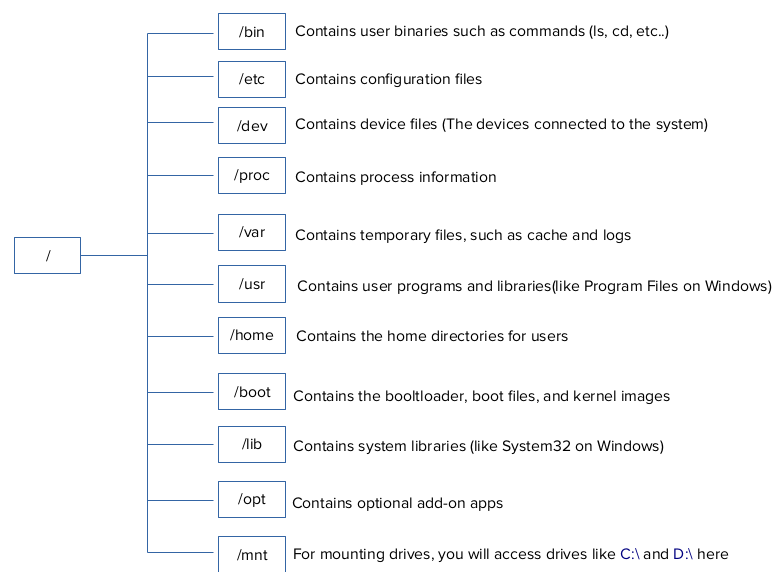 /bin Contains user binaries such as commands (ls, cd, etc..)
/etc Contains configuration files
/dev Contains device files (The devices connected to the system)
/proc Contains process information
/var Contains temporary files, such as cache and logs
/
/usr Contains user programs and libraries(like Program Files on Windows)
/home Contains the home directories for users
/boot Contains the booltloader, boot files, and kernel images
/lib Contains system libraries (like System32 on Windows)
/opt Contains optional add-on apps
/mnt For mounting drives, you will access drives like C:\ and D:\ here